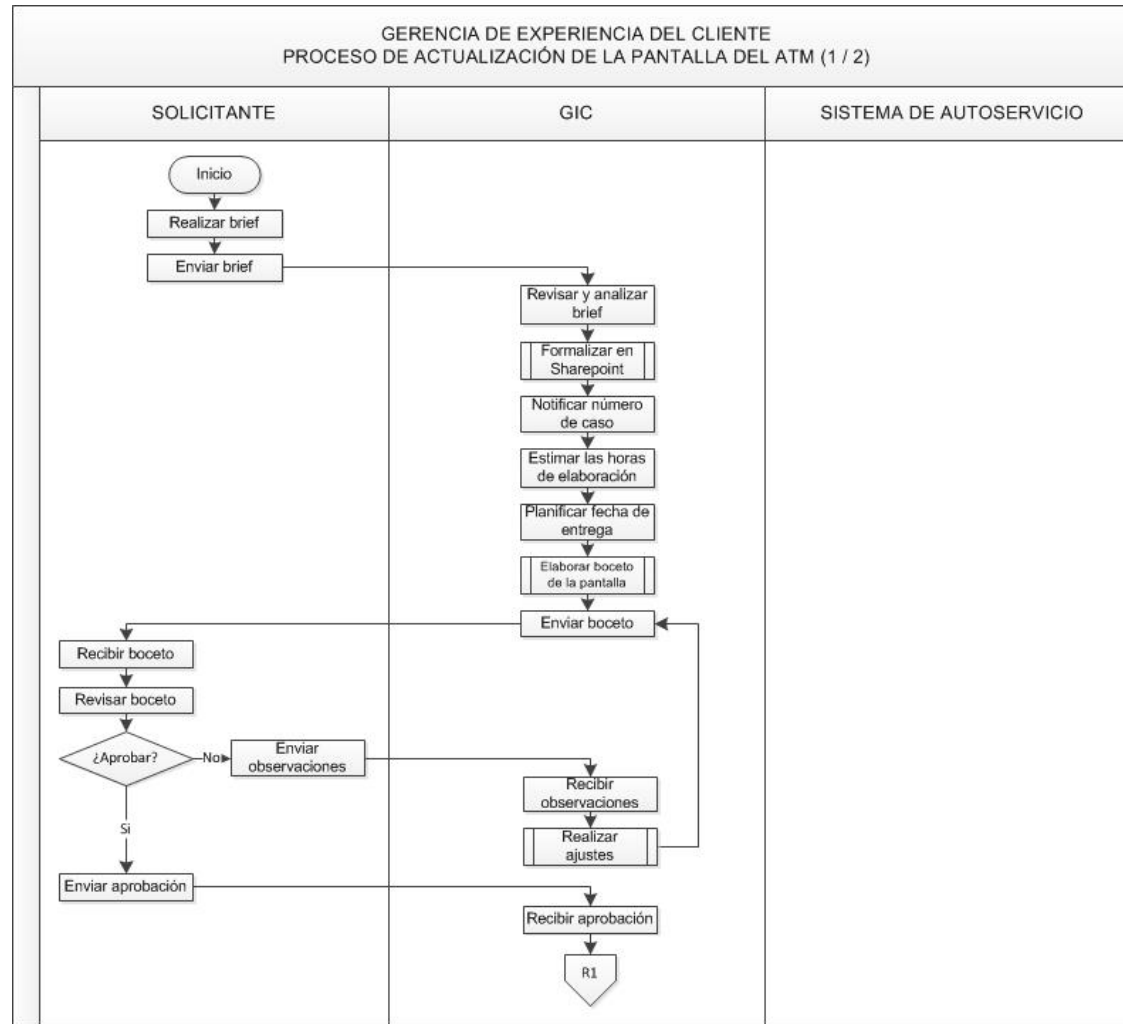 GERENCIA DE EXPERIENCIA DEL CLIENTE
PROCESO DE ACTUALIZACIÓN DE LA PANTALLA DEL ATM (1 / 2)
SOLICITANTE
GIC
SISTEMA DE AUTOSERVICIO
Inicio
Realizar brief
Enviar brief
Revisar y analizar
brief
Formalizar en
Sharepoint
Notificar número
de caso
Estimar las horas
de elaboración
Planificar fecha de
entrega
Elaborar boceto
de la pantalla
Enviar boceto
Recibir boceto
Revisar boceto
¿Aprobar?
No
Enviar
observaciones
Recibir
observaciones
Realizar
ajustes
Si
Enviar aprobación
Recibir aprobación
R1